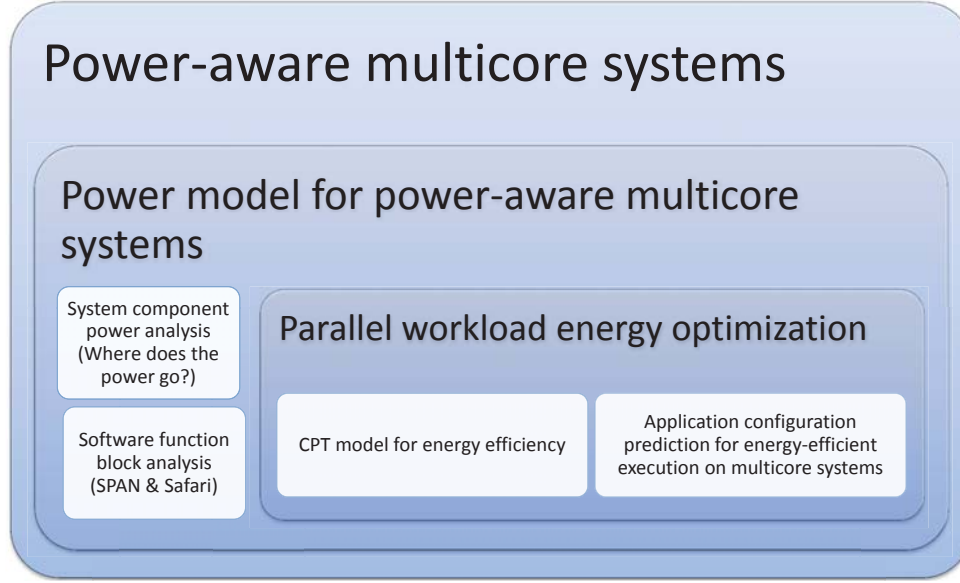 Power-aware multicore systems
Power model for power-aware multicore
systems
System component
power analysis
(Where does the
power go?)
Software function
block analysis
(SPAN & Safari)
Parallel workload energy optimization
CPT model for energy efficiency
Application configuration
prediction for energy-efficient
execution on multicore systems